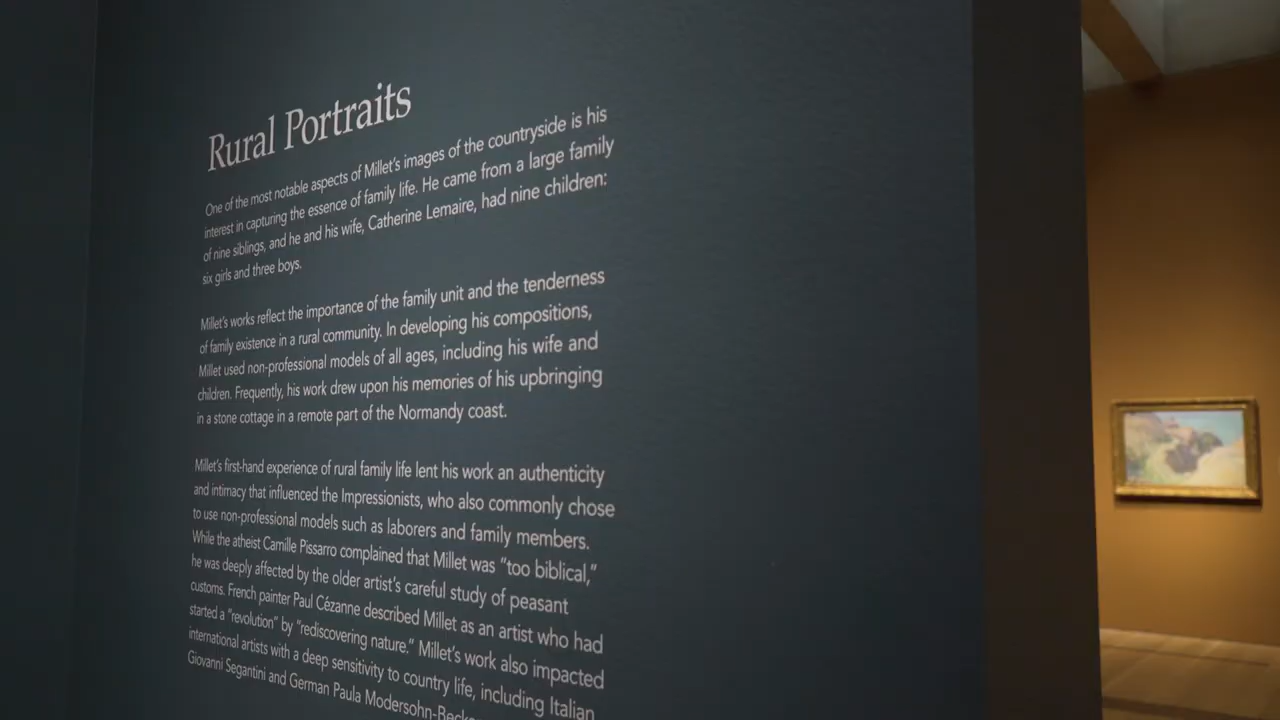 Rural Portraits
One of the most notable aspects of Millet's images of the countryside is his
interest in capturing the essence of family life. He came from a large family
of nine siblings, and he and his wife, Catherine Lemaire, had nine children:
six girls and three boys.
Millet's works reflect the importance of the family unit and the tenderness
of family existence in a rural community. In developing his compositions,
Millet used non-professional models of all ages, including his wife and
children. Frequently, his work drew upon his memories of his upbringing
in a stone cottage in a remote part of the Normandy coast.
Millet's first-hand experience of rural family life lent his work an authenticity
and intimacy that influenced the Impressionists, who also commonly chose
to use non-professional models such as laborers and family members.
While the atheist Camille Pissarro complained that Millet was “too biblical,”
he was deeply affected by the older artist's careful study of peasant
customs. French painter Paul Cézanne described Millet as an artist who had
started a “revolution” by “rediscovering nature.” Millet's work also impacted
international artists with a deep sensitivity to country life, including Italian
Giovanni Segantini and German Paula